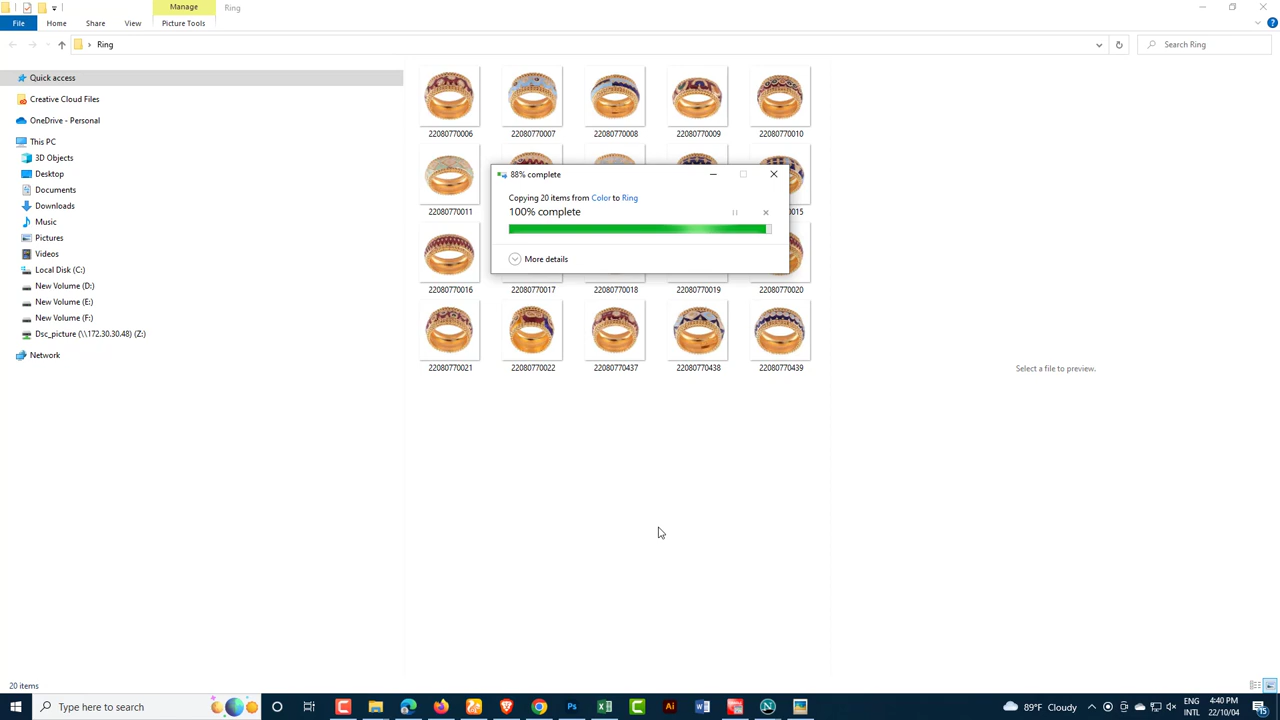 Manage
Ring
File
Home
Share
View
Picture Tools
Ring
Search Ring
Quick access
Creative Cloud Files
OneDrive - Personal
This PC
3D Objects
Desktop
Documents
Downloads
Music
Pictures
Videos
Local Disk (C:)
New Volume (D:)
New Volume (E:)
New Volume (F:)
Dsc_picture (\\172.30.30.48) (Z:)
Network
22080770006
22080770007
22080770008
22080770009
22080770010
22080770011
0015
88% complete
Copying 20 items from Color to Ring
100% complete
More details
22080770016
22080770017
22080770018
22080770019
22080770020
22080770021
22080770022
22080770437
22080770438
22080770439
Select a file to preview.
20 items
Type here to search
89°F Cloudy
ENG
INTL
4:40 PM
22/10/04
15